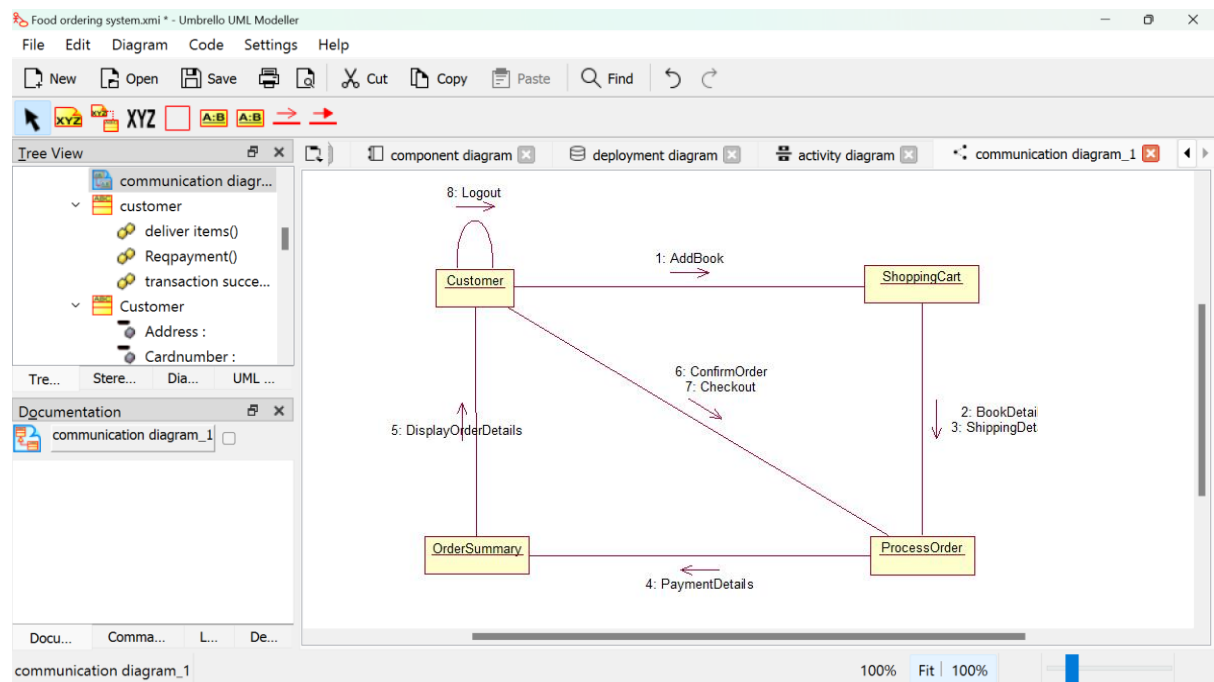 Food ordering system.xmi * - Umbrello UML Modeller
File Edit Diagram Code Settings Help
New Open Save Cut Copy Paste Find
XYZ XYZ XYZ A:B A:B
Tree View
component diagram deployment diagram activity diagram communication diagram_1
communication diagr...
customer
deliver items()
Reqpayment()
transaction succe...
Customer
Address :
Cardnumber :
Tre... Stere... Dia... UML ...
Documentation
communication diagram_1
Docu... Comma... L... De...
8: Logout
Customer
1: AddBook
ShoppingCart
6: ConfirmOrder
7: Checkout
2: BookDetai
3: ShippingDet
5: DisplayOrderDetails
OrderSummary
ProcessOrder
4: PaymentDetails
communication diagram_1
100% Fit 100%